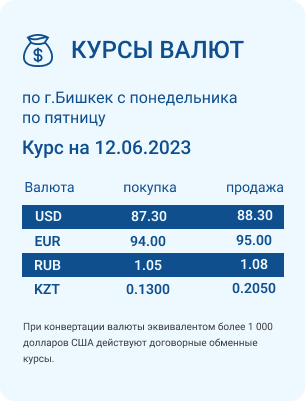 КУРСЫ ВАЛЮТ
по г.Бишкек с понедельника
по пятницу
Курс на 12.06.2023
Валюта покупка продажа
USD 87.30 88.30
EUR 94.00 95.00
RUB 1.05 1.08
KZT 0.1300 0.2050
При конвертации валюты эквивалентом более 1 000
долларов США действуют договорные обменные
курсы.